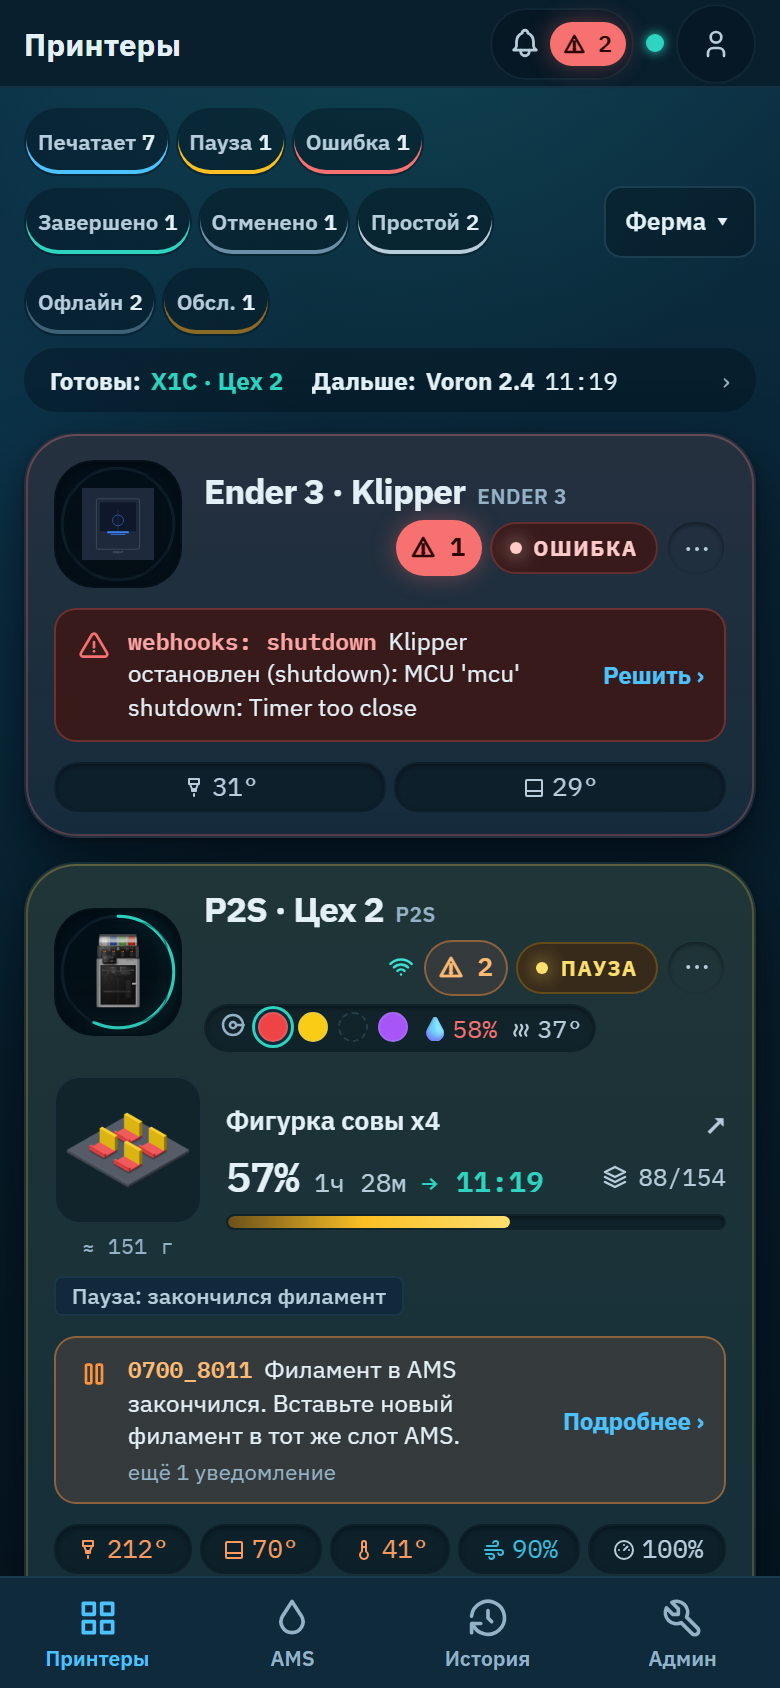 Принтеры
2
Печатает 7 Пауза 1 Ошибка 1
Завершено 1 Отменено 1 Простой 2 Ферма ▾
Офлайн 2 Обсл. 1
Готовы: X1C · Цех 2 Дальше: Voron 2.4 11:19 ›
Ender 3 · Klipper ENDER 3
1 ОШИБКА ···
webhooks: shutdown Klipper
остановлен (shutdown): MCU 'mcu'
shutdown: Timer too close
Решить ›
31° 29°
P2S · Цех 2 P2S
2 ПАУЗА ···
58% 37°
Фигурка совы x4 ↗
57% 1ч 28м → 11:19 88/154
≈ 151 г
Пауза: закончился филамент
0700_8011 Филамент в AMS
закончился. Вставьте новый
филамент в тот же слот AMS.
Подробнее ›
ещё 1 уведомление
212° 70° 41° 90% 100%
Принтеры AMS История Админ